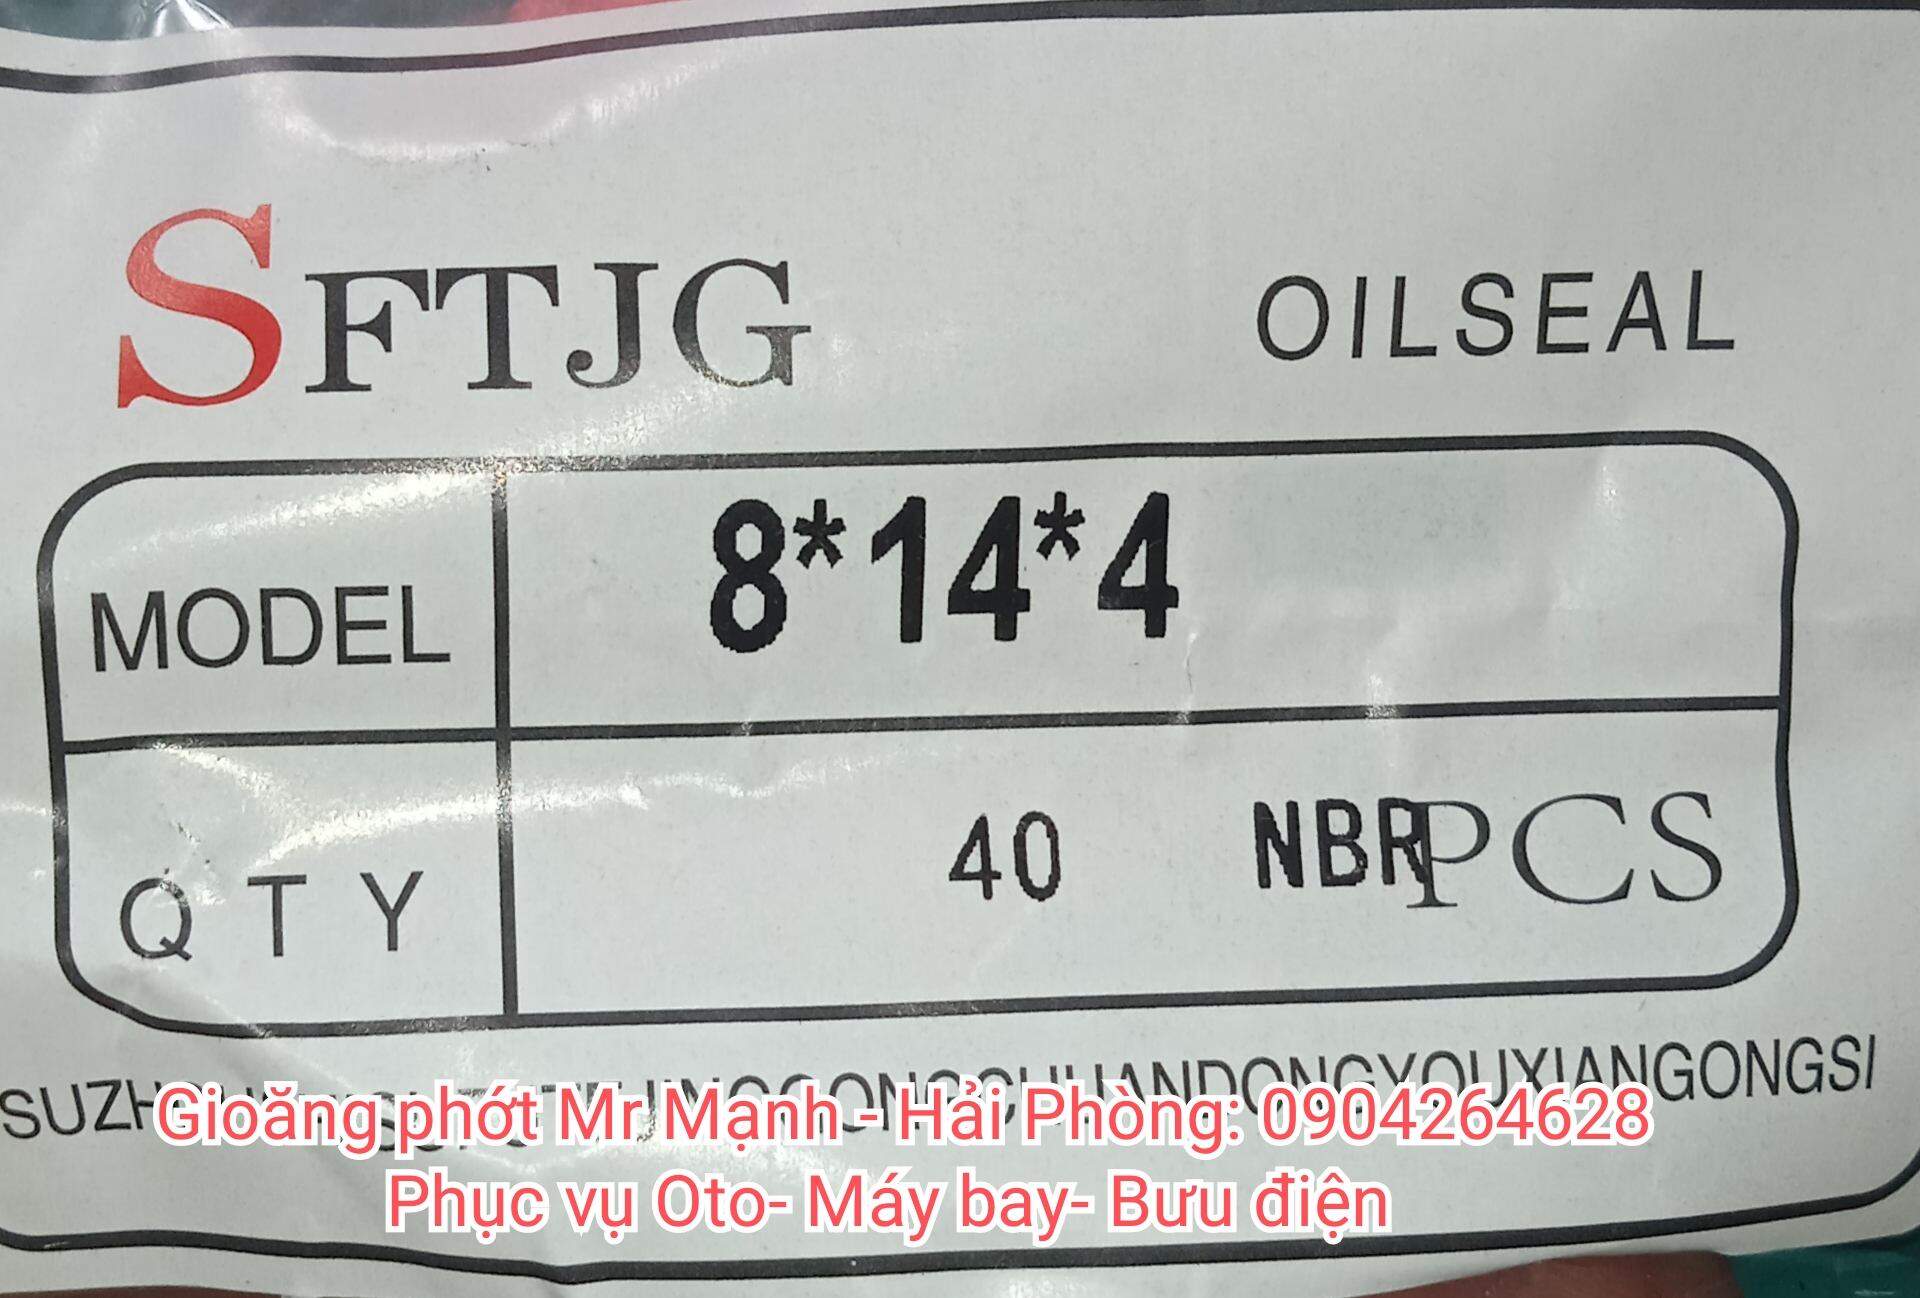 SFTJG OILSEAL
MODEL 8*14*4
QTY 40 NBR PCS
Gioăng phớt Mr Mạnh - Hải Phòng: 0904264628
Phục vụ Oto- Máy bay- Bưu điện